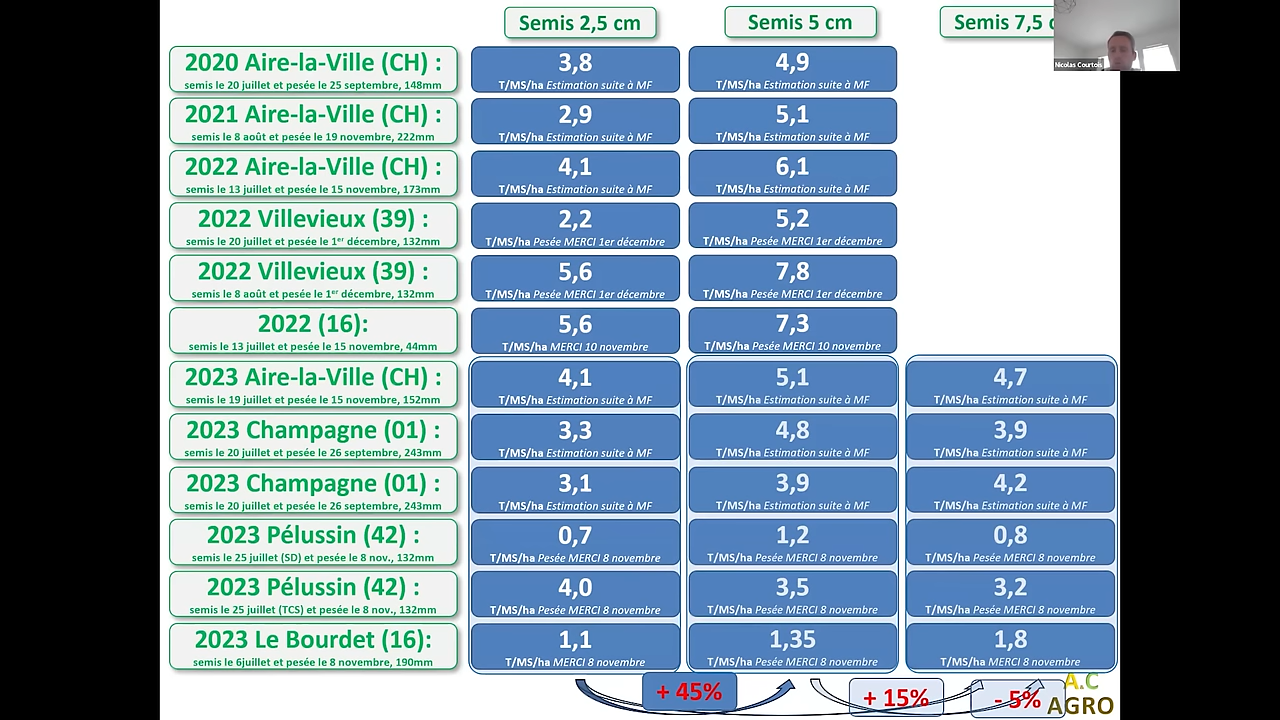 Semis 2,5 cm
Semis 5 cm
Semis 7,5
Nicolas Courtois
2020 Aire-la-Ville (CH) :
semis le 20 juillet et pesée le 25 septembre, 148mm
3,8
T/MS/ha Estimation suite à MF
4,9
T/MS/ha Estimation suite à MF
2021 Aire-la-Ville (CH) :
semis le 8 août et pesée le 19 novembre, 222mm
2,9
T/MS/ha Estimation suite à MF
5,1
T/MS/ha Estimation suite à MF
2022 Aire-la-Ville (CH) :
semis le 13 juillet et pesée le 15 novembre, 173mm
4,1
T/MS/ha Estimation suite à MF
6,1
T/MS/ha Estimation suite à MF
2022 Villevieux (39) :
semis le 20 juillet et pesée le 1er décembre, 132mm
2,2
T/MS/ha Pesée MERCI 1er décembre
5,2
T/MS/ha Pesée MERCI 1er décembre
2022 Villevieux (39) :
semis le 8 août et pesée le 1er décembre, 132mm
5,6
T/MS/ha Pesée MERCI 1er décembre
7,8
T/MS/ha Pesée MERCI 1er décembre
2022 (16):
semis le 13 juillet et pesée le 15 novembre, 44mm
5,6
T/MS/ha MERCI 10 novembre
7,3
T/MS/ha Pesée MERCI 10 novembre
2023 Aire-la-Ville (CH) :
semis le 19 juillet et pesée le 15 novembre, 152mm
4,1
T/MS/ha Estimation suite à MF
5,1
T/MS/ha Estimation suite à MF
4,7
T/MS/ha Estimation suite à MF
2023 Champagne (01) :
semis le 20 juillet et pesée le 26 septembre, 243mm
3,3
T/MS/ha Estimation suite à MF
4,8
T/MS/ha Estimation suite à MF
3,9
T/MS/ha Estimation suite à MF
2023 Champagne (01) :
semis le 20 juillet et pesée le 26 septembre, 243mm
3,1
T/MS/ha Estimation suite à MF
3,9
T/MS/ha Estimation suite à MF
4,2
T/MS/ha Estimation suite à MF
2023 Pélussin (42) :
semis le 25 juillet (SD) et pesée le 8 nov., 132mm
0,7
T/MS/ha Pesée MERCI 8 novembre
1,2
T/MS/ha Pesée MERCI 8 novembre
0,8
T/MS/ha Pesée MERCI 8 novembre
2023 Pélussin (42) :
semis le 25 juillet (TCS) et pesée le 8 nov., 132mm
4,0
T/MS/ha Pesée MERCI 8 novembre
3,5
T/MS/ha Pesée MERCI 8 novembre
3,2
T/MS/ha Pesée MERCI 8 novembre
2023 Le Bourdet (16):
semis le 6juillet et pesée le 8 novembre, 190mm
1,1
T/MS/ha MERCI 8 novembre
1,35
T/MS/ha Pesée MERCI 8 novembre
1,8
T/MS/ha MERCI 8 novembre
+ 45%
+ 15%
- 5%
A.C
AGRO